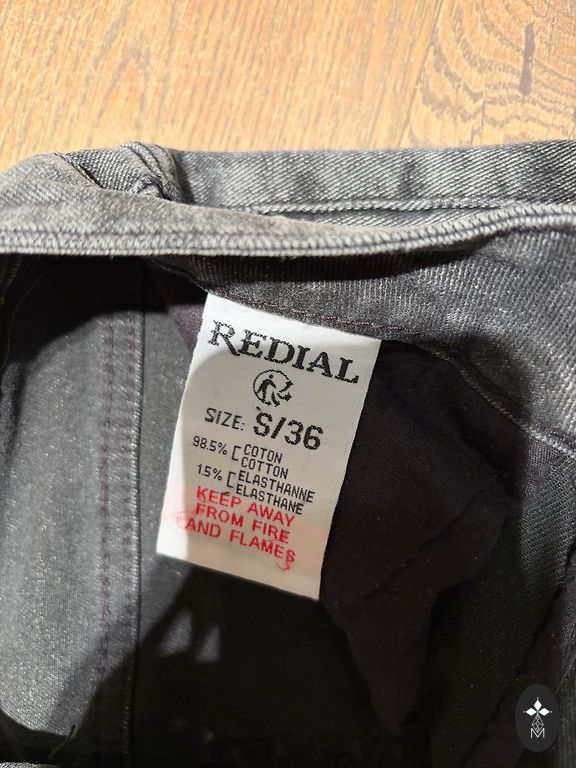 REDIAL
SIZE: S/36
98.5% [COTON
COTTON
1.5% [ELASTHANNE
ELASTHANE
KEEP AWAY
FROM FIRE
AND FLAMES
M